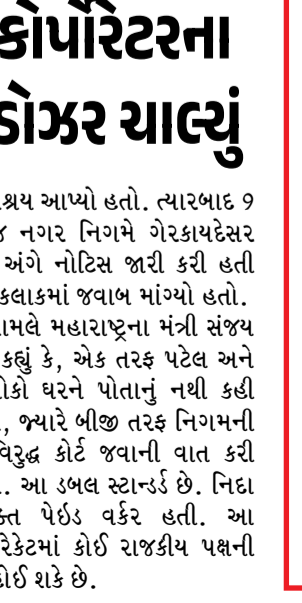 કોર્પોરેટરના
ડોઝર ચાલ્યું
શ્રય આપ્યો હતો. ત્યારબાદ 9
નગર નિગમે ગેરકાયદેસર
અંગે નોટિસ જારી કરી હતી
કલાકમાં જવાબ માંગ્યો હતો.
ામલે મહારાષ્ટ્રના મંત્રી સંજય
કહ્યું કે, એક તરફ પટેલ અને
ોકો ઘરને પોતાનું નથી કહી
, જ્યારે બીજી તરફ નિગમની
વિરુદ્ધ કોર્ટ જવાની વાત કરી
. આ ડબલ સ્ટાન્ડર્ડ છે. નિદા
ક્ત પેઇડ વર્કર હતી. આ
રેકેટમાં કોઈ રાજકીય પક્ષની
હોઈ શકે છે.